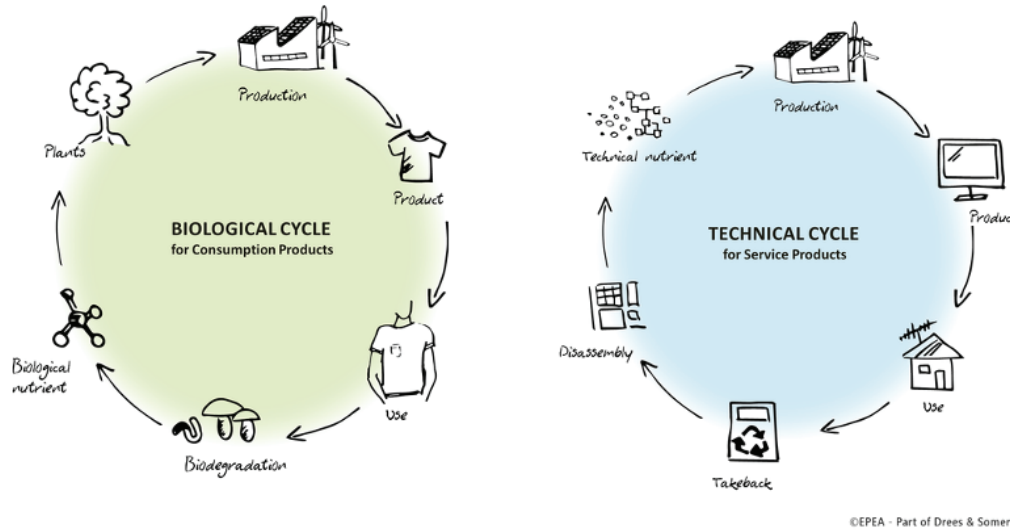 Production
Plants
Product
BIOLOGICAL CYCLE
for Consumption Products
Biological
nutrient
Use
Biodegradation
Production
Technical nutrient
Produc
TECHNICAL CYCLE
for Service Products
Disassembly
Use
Takeback
©EPEA - Part of Drees & Somer